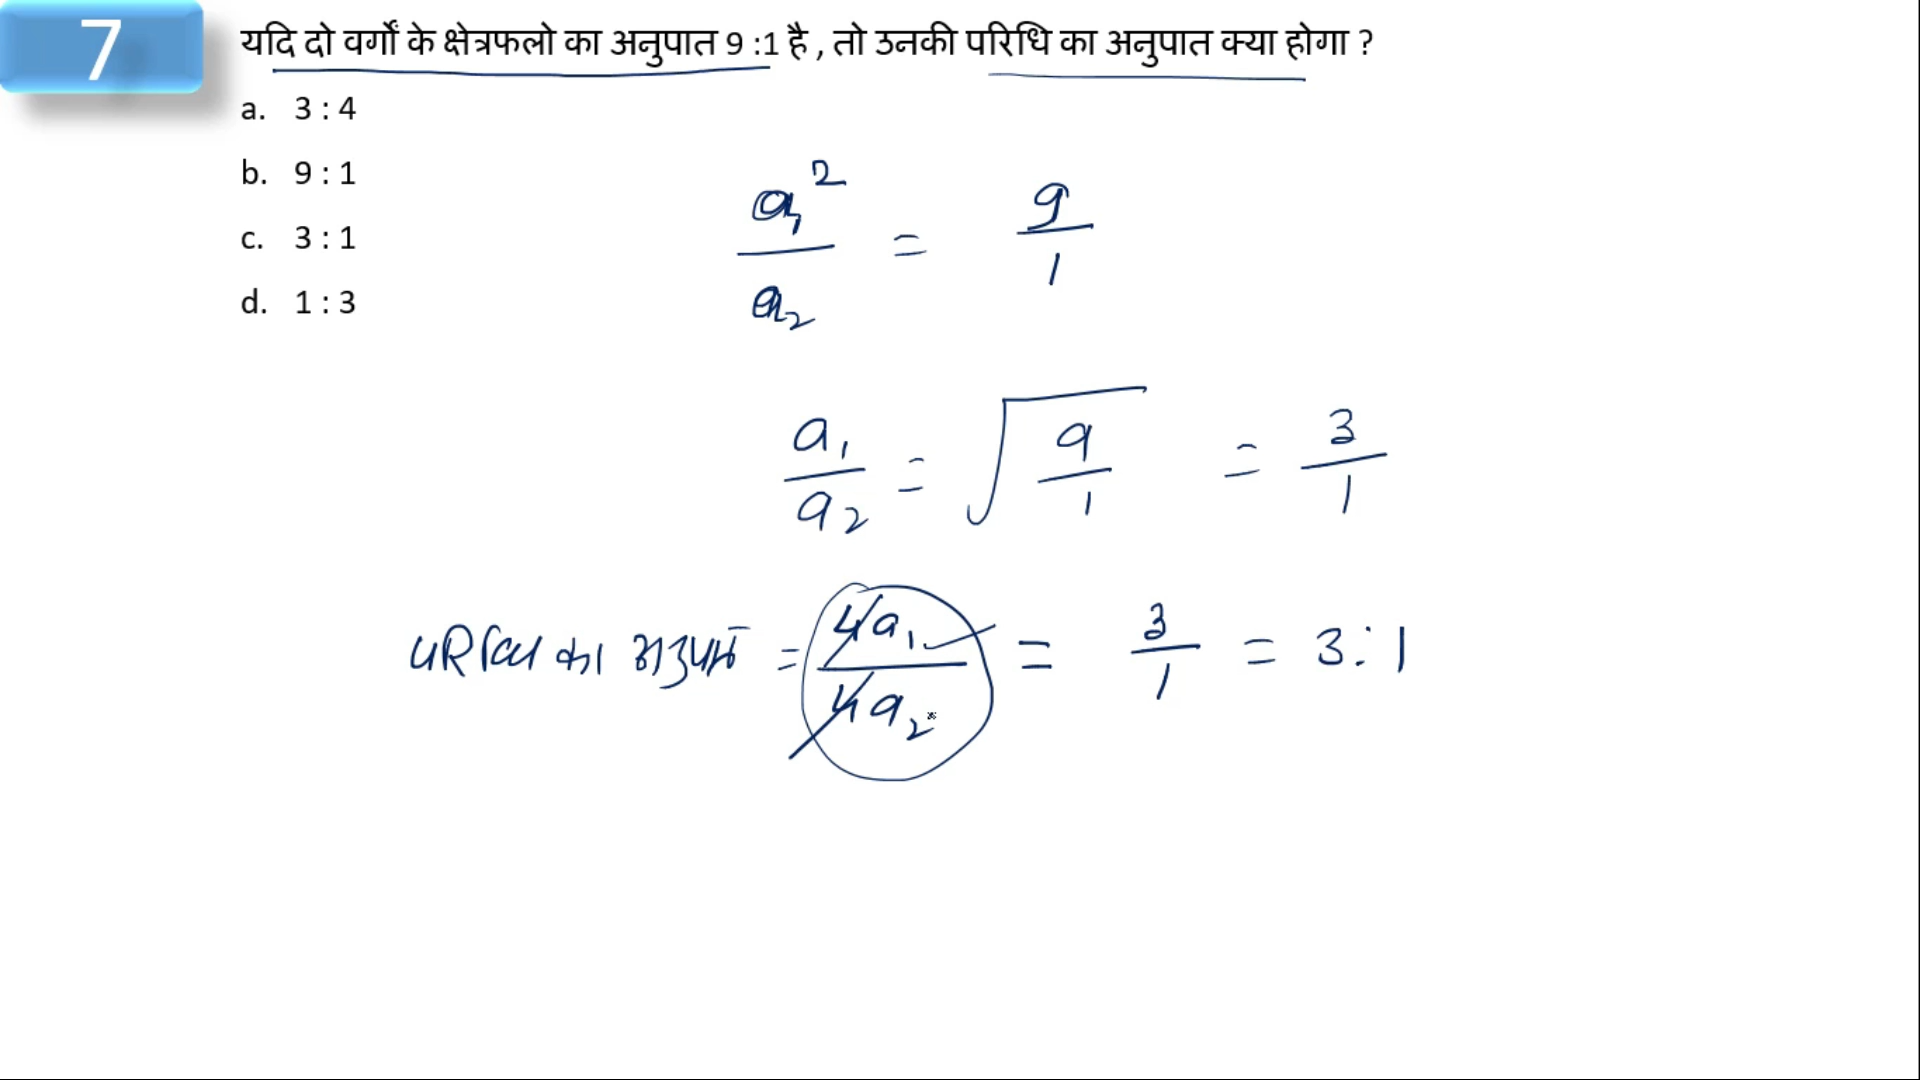 7
यदि दो वर्गों के क्षेत्रफलो का अनुपात 9 :1 है , तो उनकी परिधि का अनुपात क्या होगा ?
a. 3 : 4
b. 9 : 1
c. 3 : 1
d. 1 : 3
a₁² / a₂ = 9 / 1
a₁ / a₂ = √(9 / 1) = 3 / 1
परिधि का अनुपात = 4a₁ / 4a₂ = 3 / 1 = 3 : 1